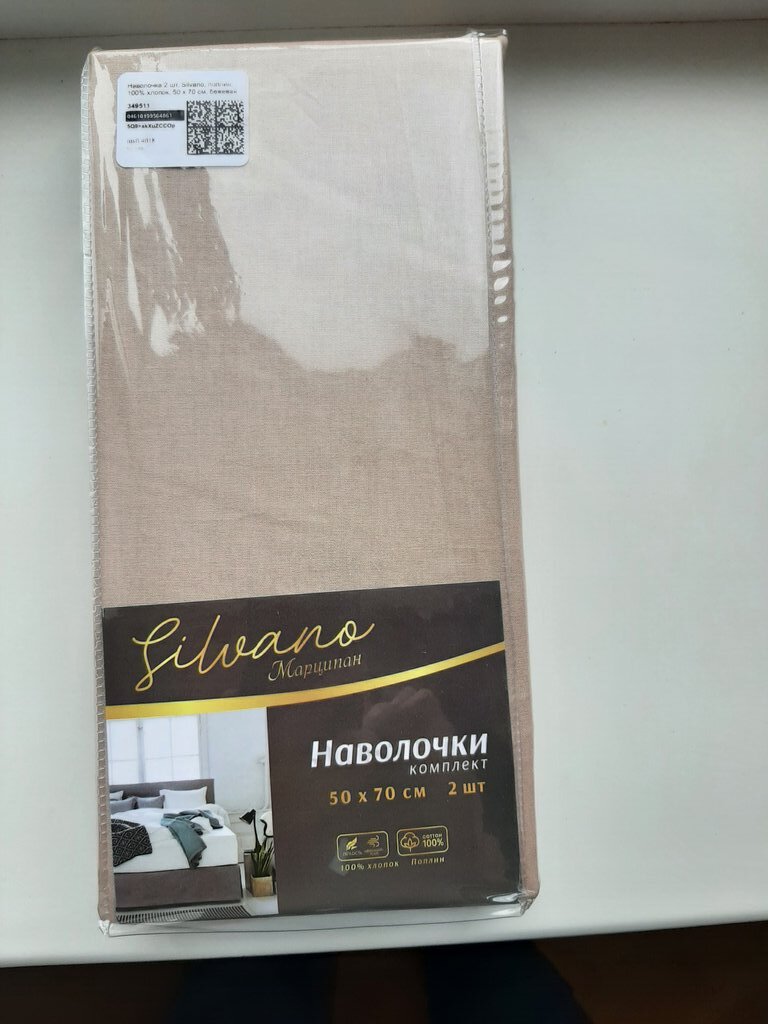 Наволочка 2 шт, Silvano, поплин,
100% хлопок, 50 х 70 см, бежевая
349511
Silvano
Марципан
Наволочки
комплект
50 х 70 см 2 шт
COTTON
100%
100% хлопок Поплин